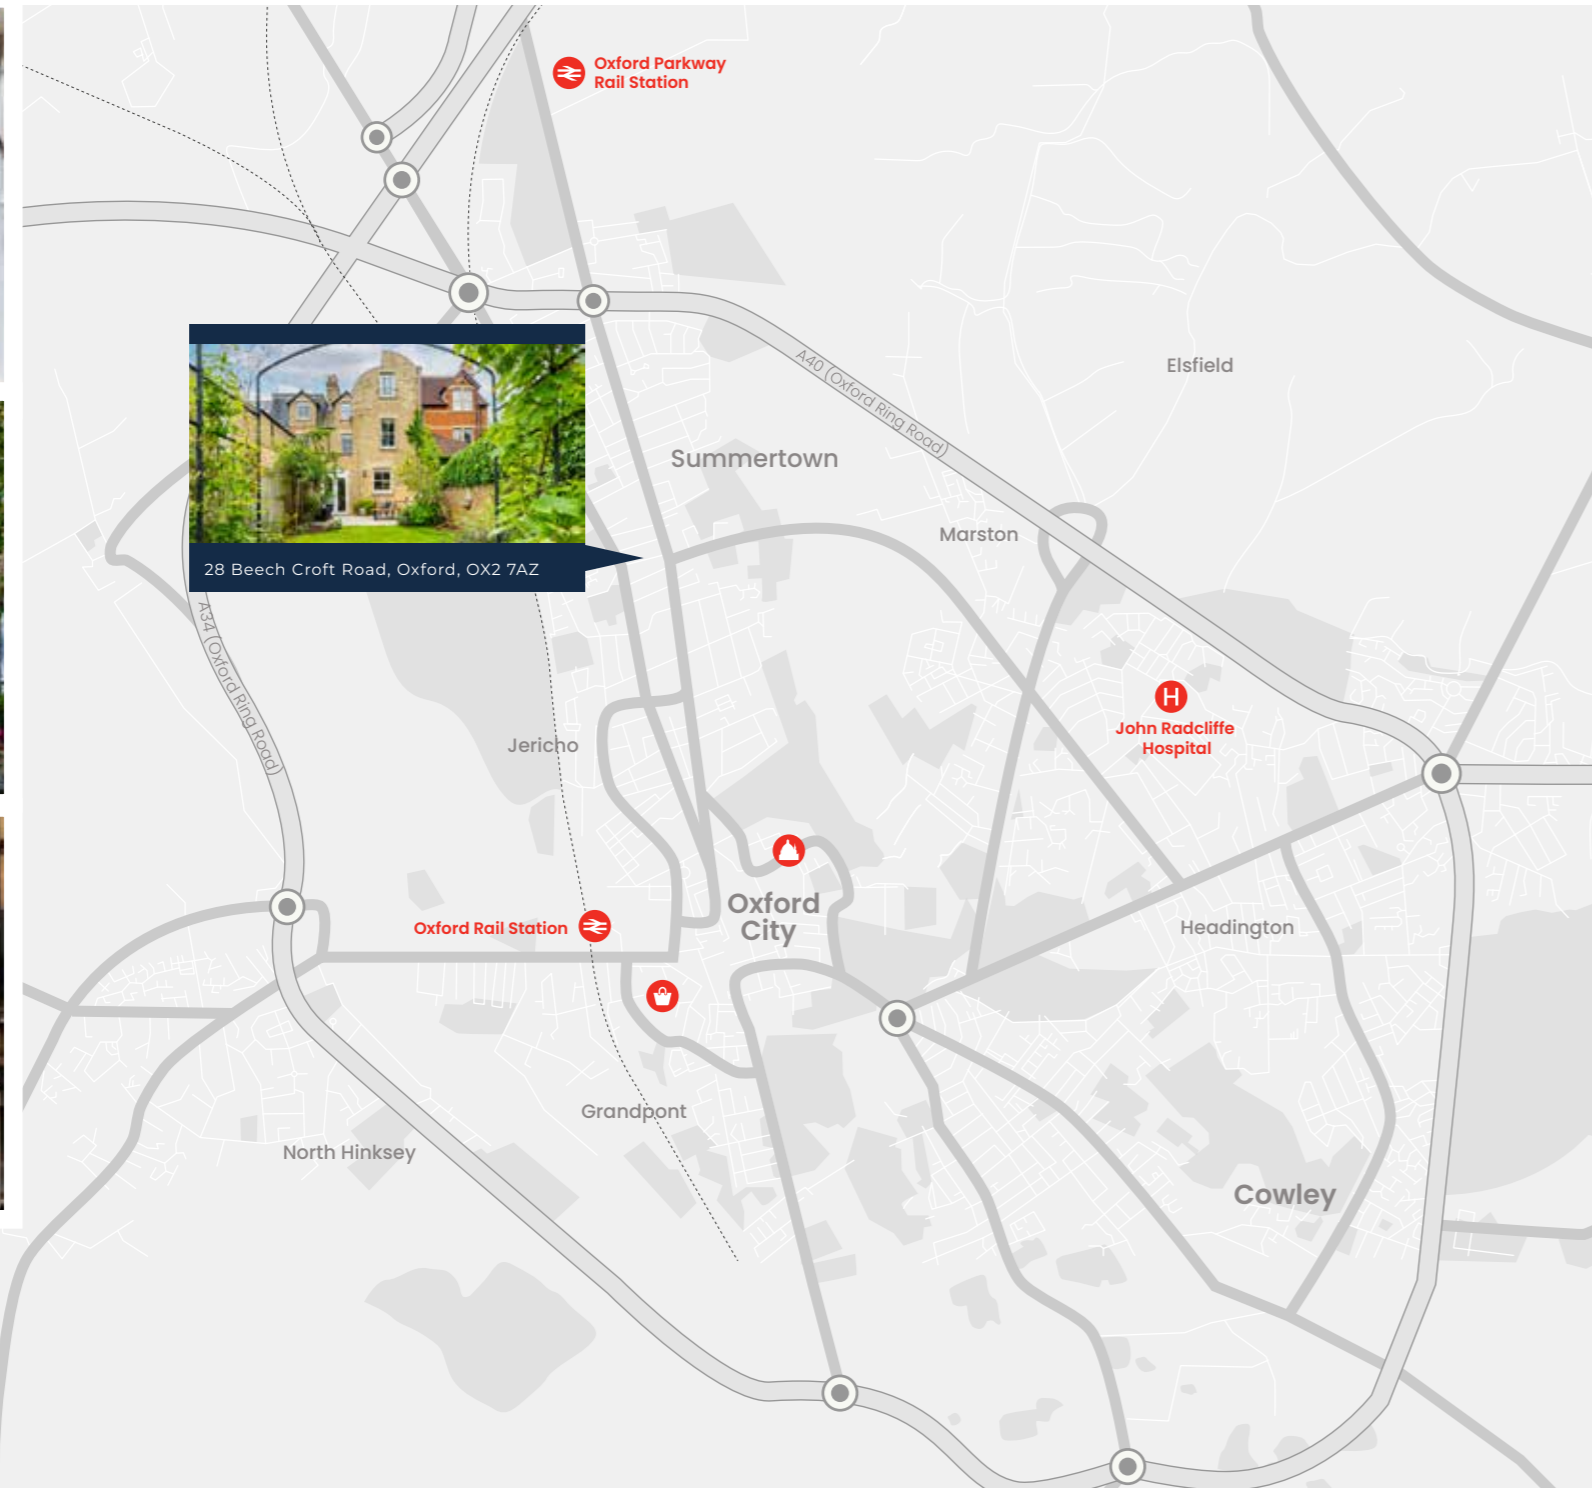 Oxford Parkway
Rail Station
A40 (Oxford Ring Road)
Elsfield
Summertown
Marston
28 Beech Croft Road, Oxford, OX2 7AZ
A34 (Oxford Ring Road)
H
John Radcliffe
Hospital
Jericho
Oxford
City
Oxford Rail Station
Headington
Grandpont
North Hinksey
Cowley